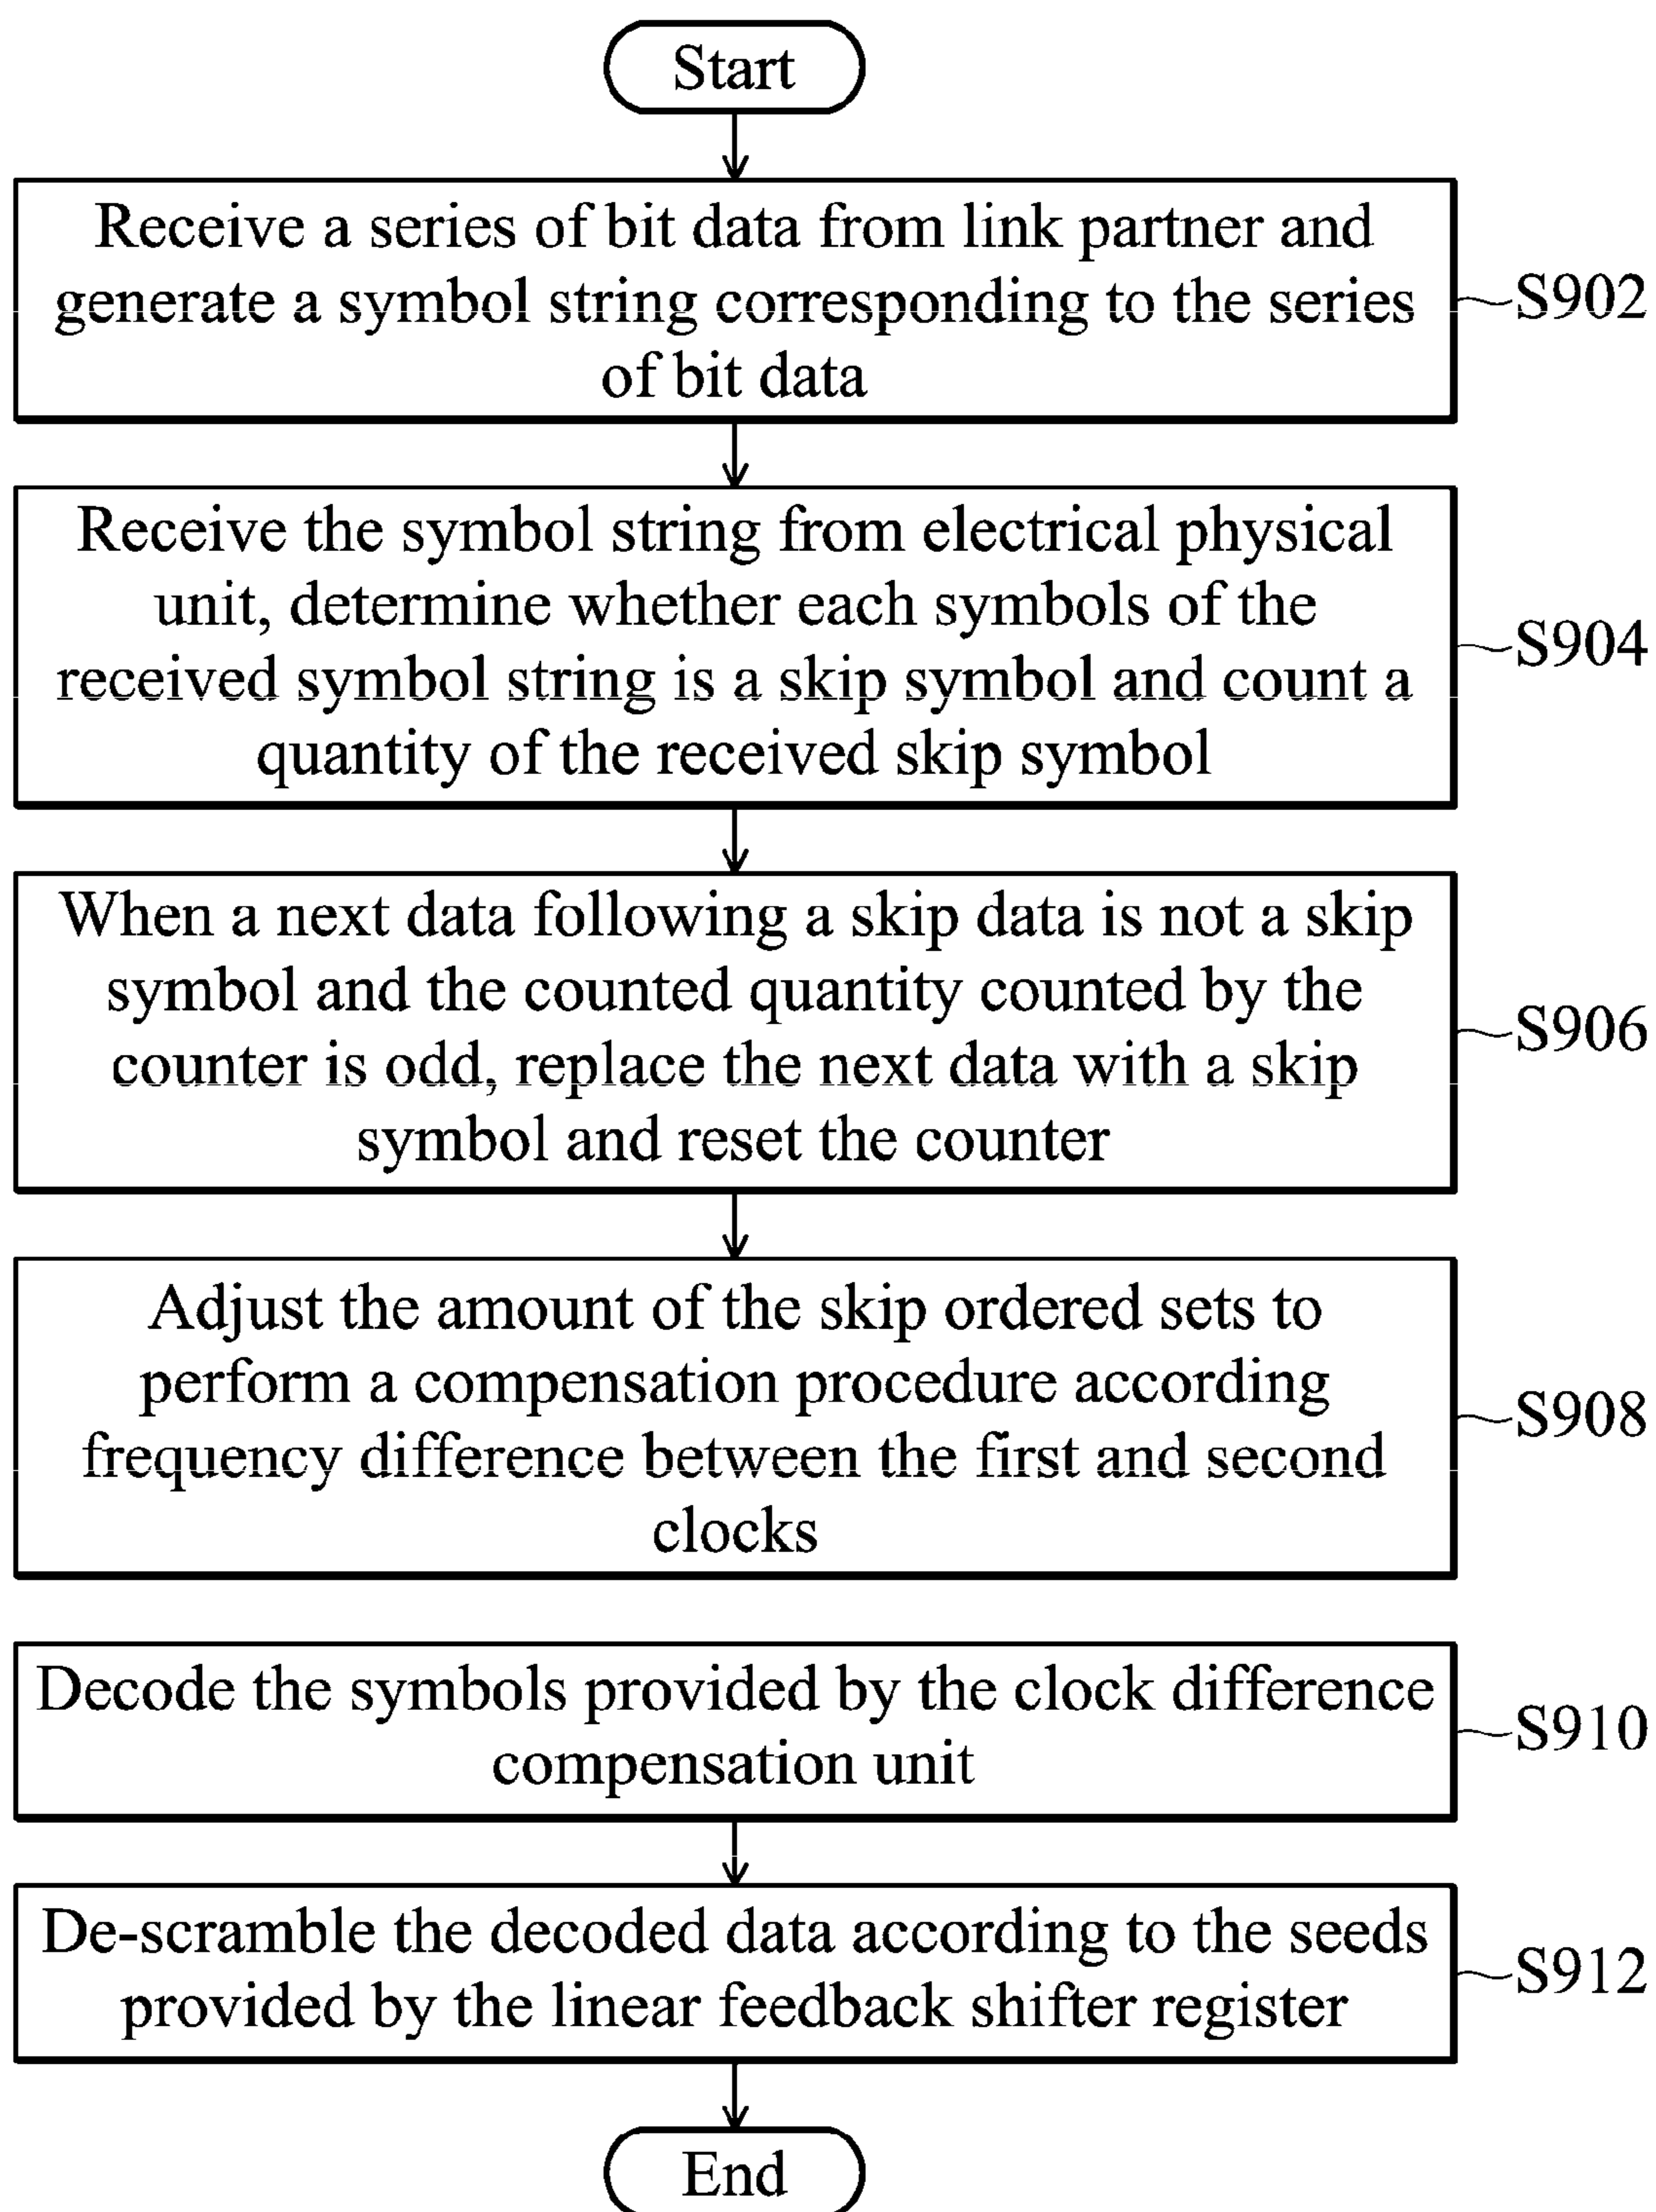 Start
Receive a series of bit data from link partner and
generate a symbol string corresponding to the series
of bit data
S902
Receive the symbol string from electrical physical
unit, determine whether each symbols of the
received symbol string is a skip symbol and count a
quantity of the received skip symbol
S904
When a next data following a skip data is not a skip
symbol and the counted quantity counted by the
counter is odd, replace the next data with a skip
symbol and reset the counter
S906
Adjust the amount of the skip ordered sets to
perform a compensation procedure according
frequency difference between the first and second
clocks
S908
Decode the symbols provided by the clock difference
compensation unit
S910
De-scramble the decoded data according to the seeds
provided by the linear feedback shifter register
S912
End